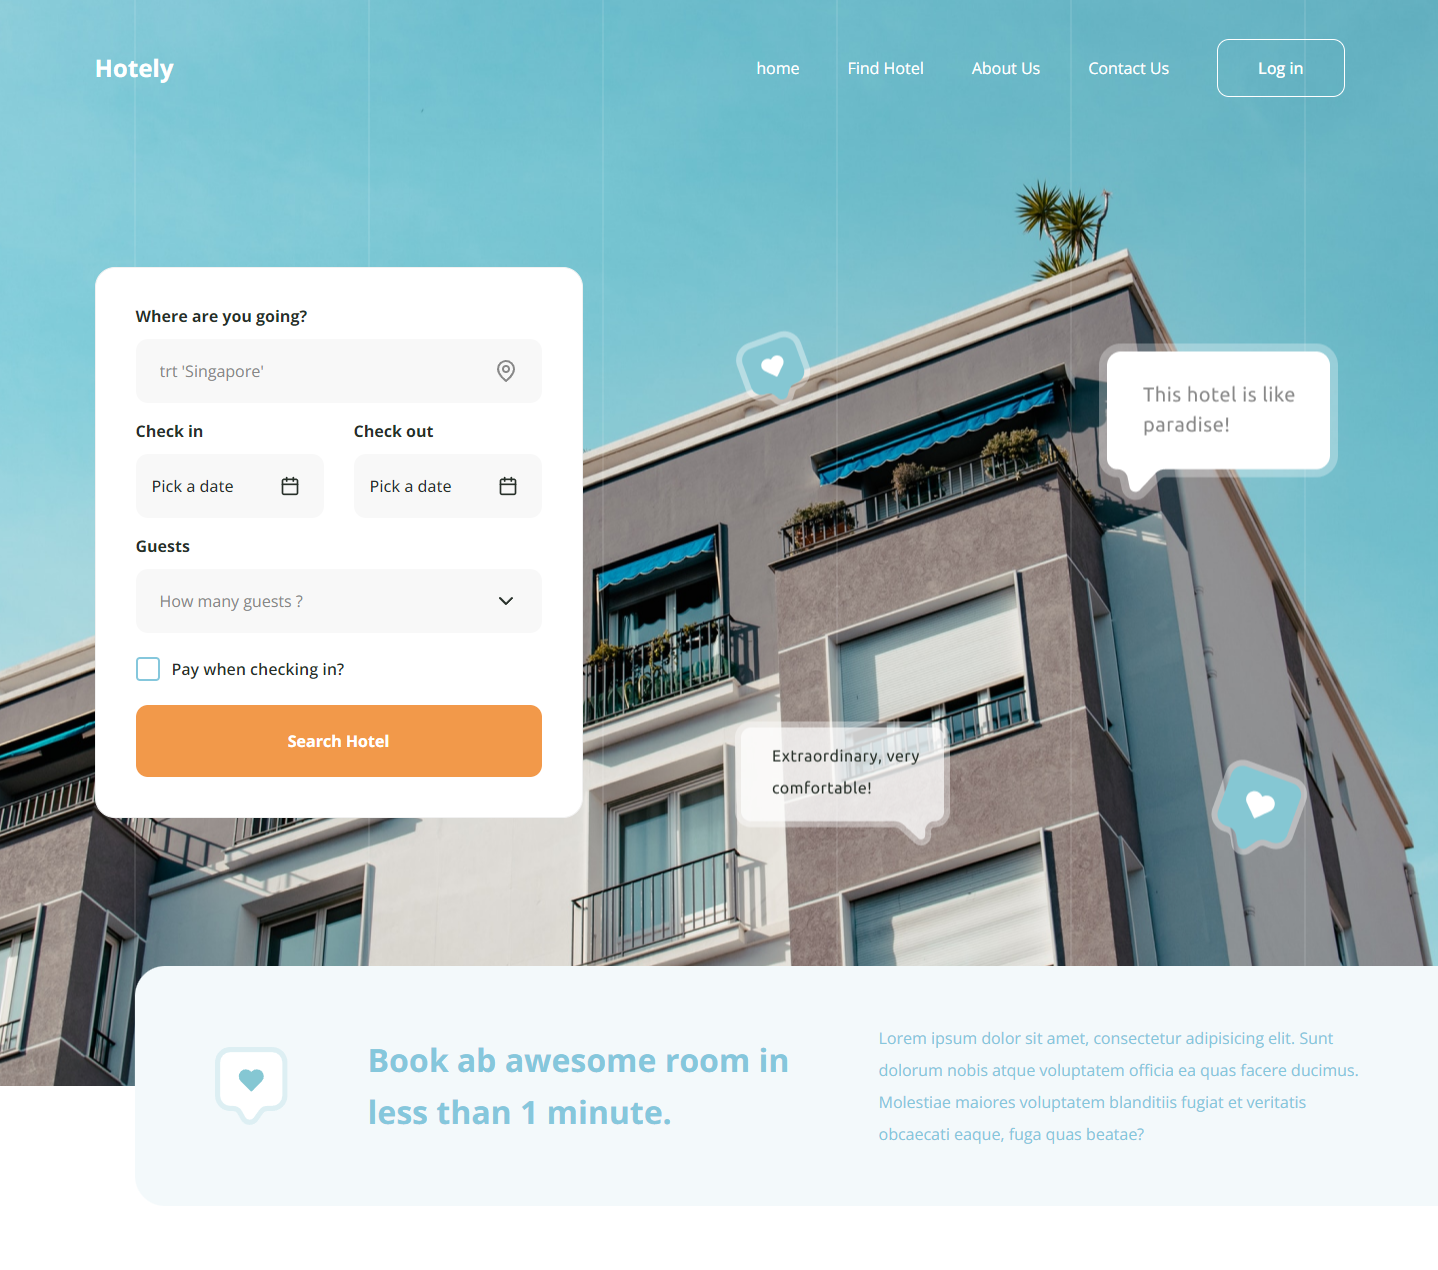 Hotely
home
Find Hotel
About Us
Contact Us
Log in
Where are you going?
trt 'Singapore'
Check in
Check out
Pick a date
Pick a date
Guests
How many guests ?
Pay when checking in?
Search Hotel
This hotel is like
paradise!
Extraordinary, very
comfortable!
Book ab awesome room in
less than 1 minute.
Lorem ipsum dolor sit amet, consectetur adipisicing elit. Sunt
dolorum nobis atque voluptatem officia ea quas facere ducimus.
Molestiae maiores voluptatem blanditiis fugiat et veritatis
obcaecati eaque, fuga quas beatae?